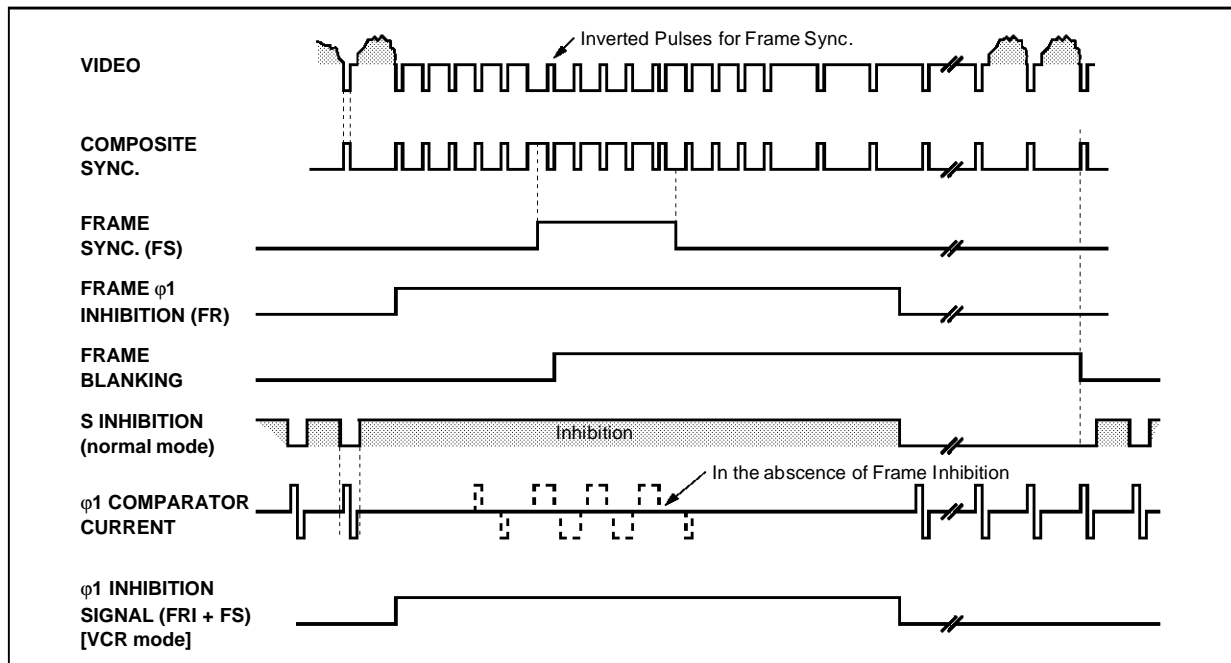 Inverted Pulses for Frame Sync.
VIDEO
COMPOSITE
SYNC.
FRAME
SYNC. (FS)
FRAME φ1
INHIBITION (FR)
FRAME
BLANKING
S INHIBITION
(normal mode)
Inhibition
In the abscence of Frame Inhibition
φ1 COMPARATOR
CURRENT
φ1 INHIBITION
SIGNAL (FRI + FS)
[VCR mode]